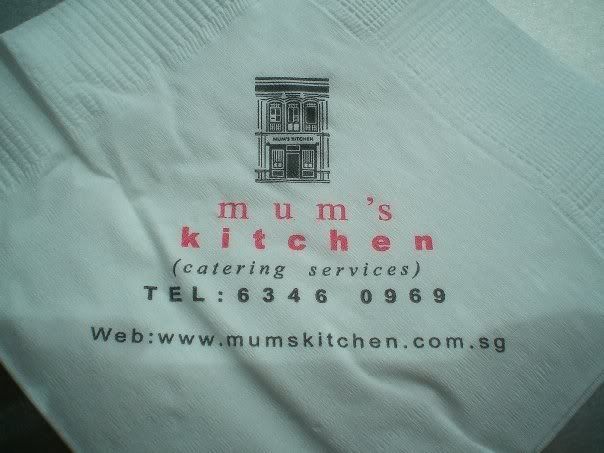 MUM'S KITCHEN
mum's
kitchen
(catering services)
TEL: 6346 0969
Web:www.mumskitchen.com.sg